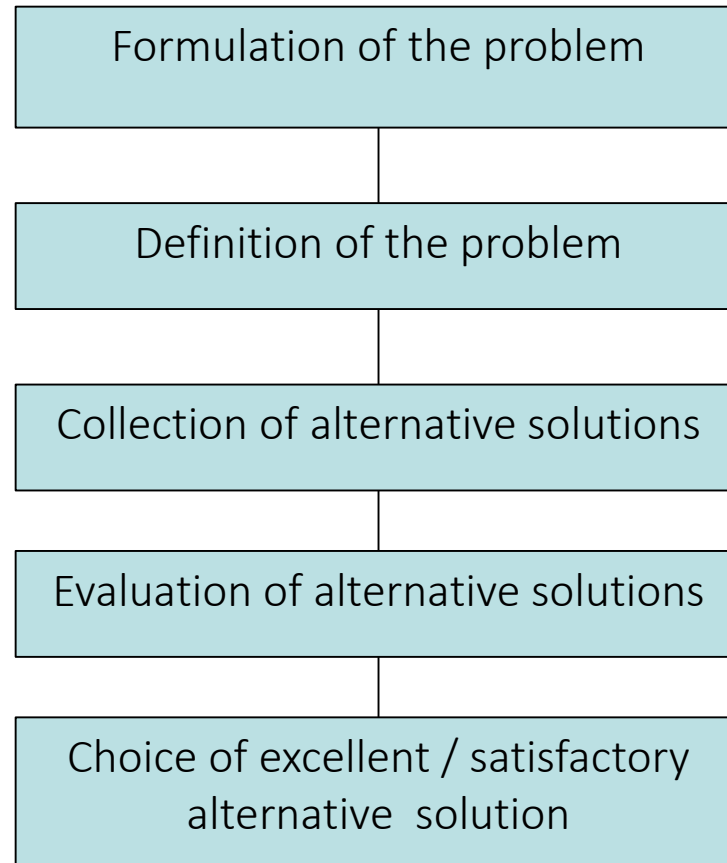 Formulation of the problem
Definition of the problem
Collection of alternative solutions
Evaluation of alternative solutions
Choice of excellent / satisfactory
alternative  solution